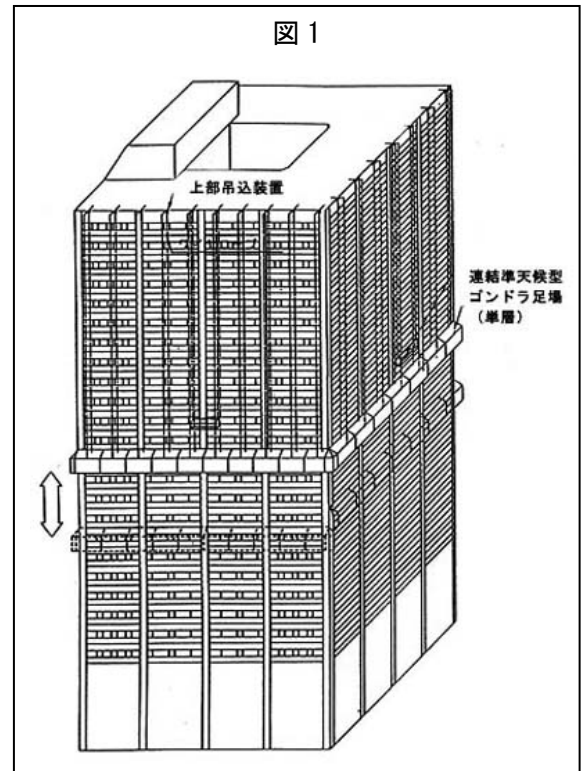 図1
上部吊込装置
連結準天候型
ゴンドラ足場
（単層）